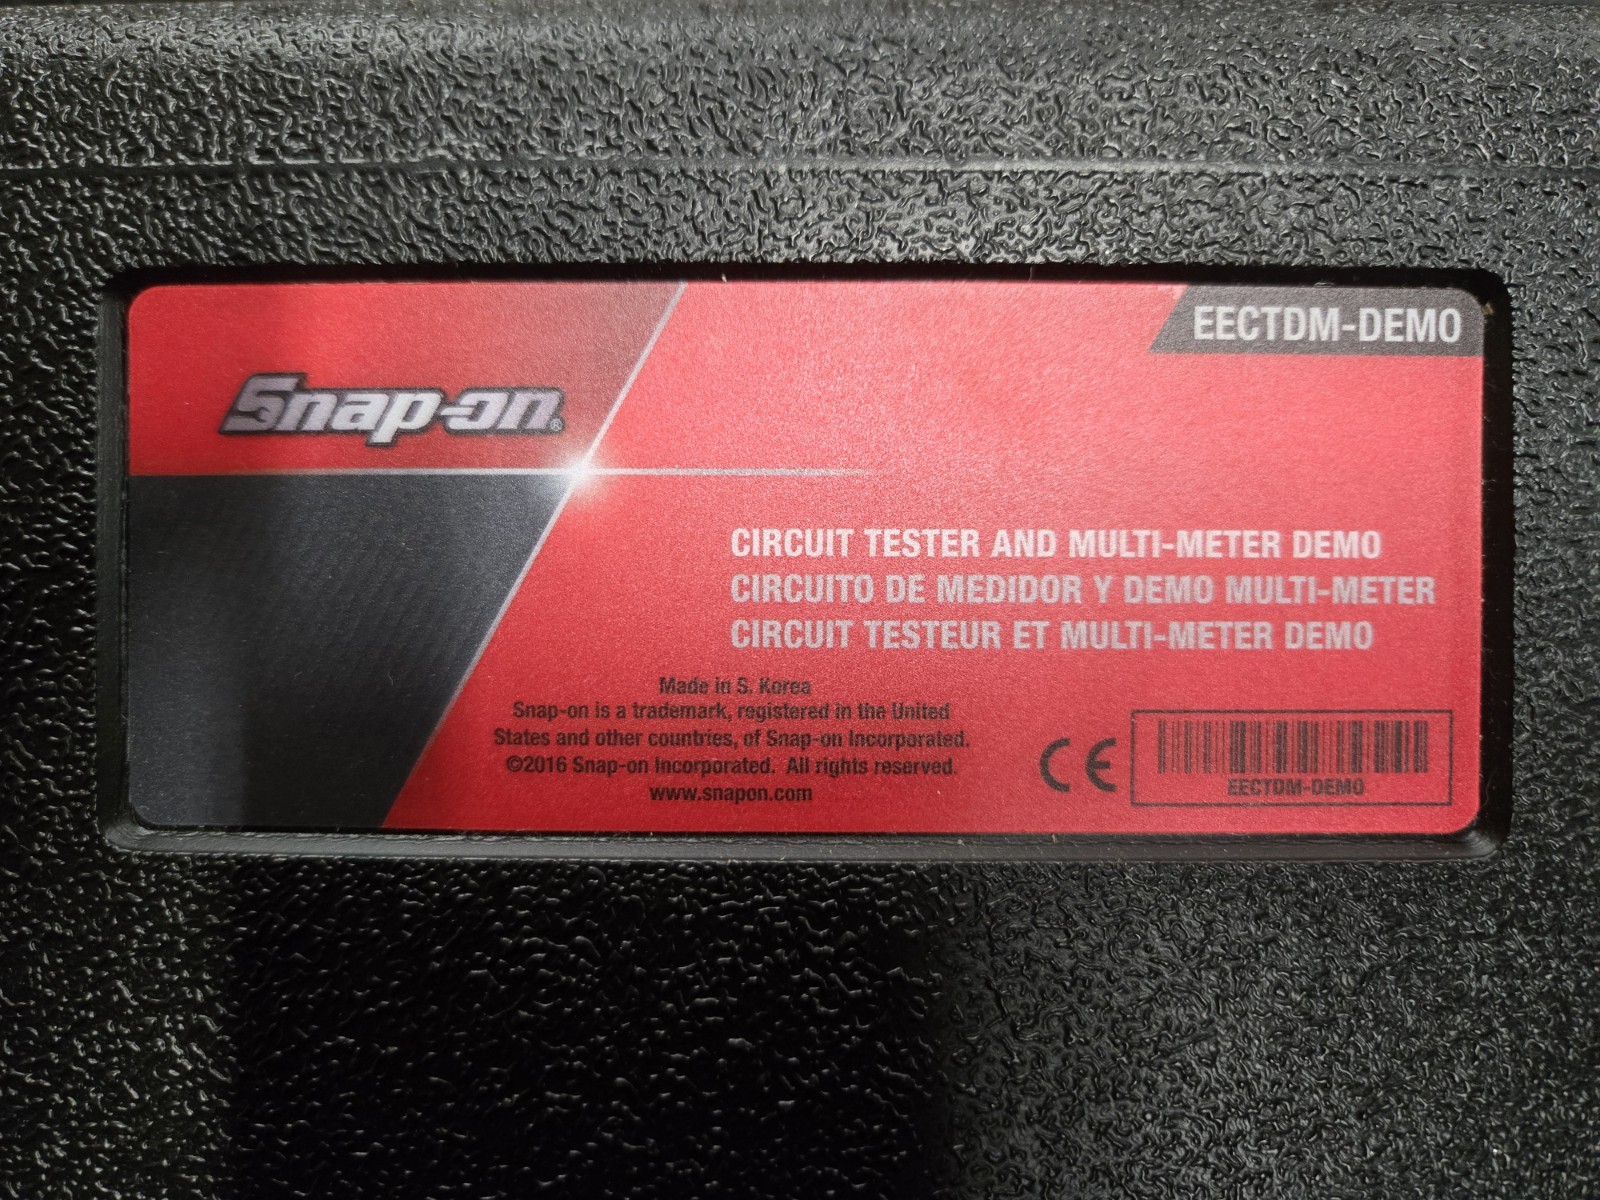 EECTDM-DEMO
Snap-on®
CIRCUIT TESTER AND MULTI-METER DEMO
CIRCUITO DE MEDIDOR Y DEMO MULTI-METER
CIRCUIT TESTEUR ET MULTI-METER DEMO
Made in S. Korea
Snap-on is a trademark, registered in the United
States and other countries, of Snap-on Incorporated.
©2016 Snap-on Incorporated. All rights reserved.
www.snapon.com
CE
EECTDM-DEMO